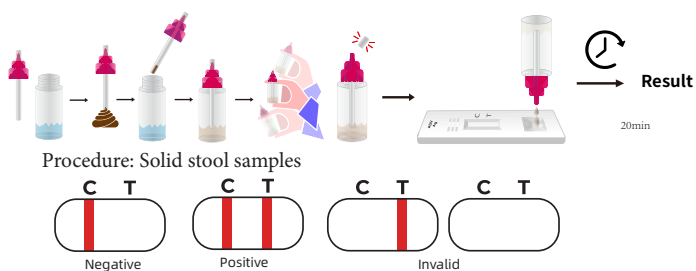 C T
Result
20min
Procedure: Solid stool samples
C T
C T
C T
C T
Negative
Positive
Invalid